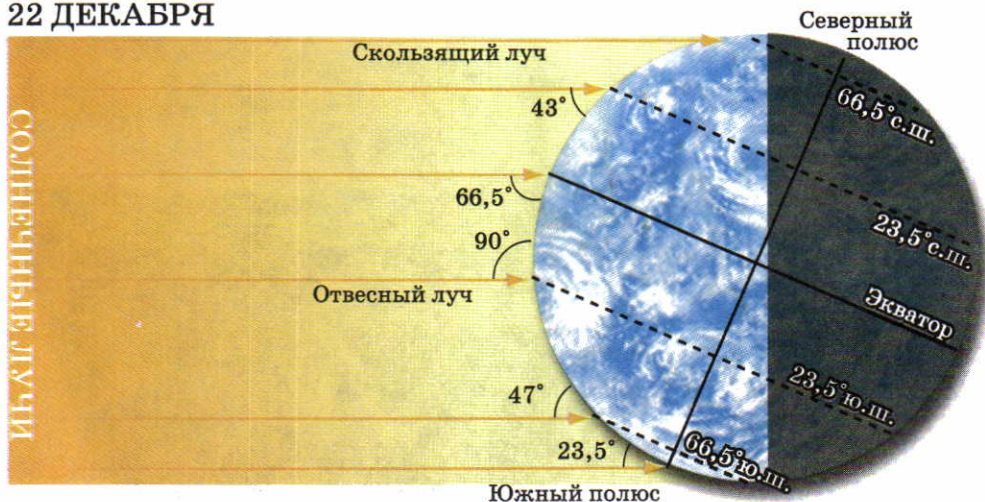 22 ДЕКАБРЯ
Северный
полюс
Скользящий луч
43°
66,5°с.ш.
66,5°
23,5°с.ш.
90°
Отвесный луч
Экватор
СОЛНЕЧНЫЕ ЛУЧИ
23,5°ю.ш.
47°
23,5°
66,5°ю.ш.
Южный полюс